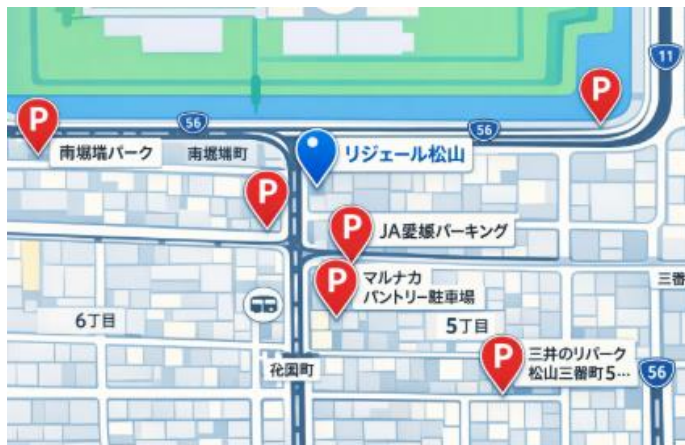 11
P
P
56
56
南堀端パーク
南堀端町
リジェール松山
P
P
JA愛媛パーキング
P
マルナカ
パントリー駐車場
三番
6丁目
5丁目
P
三井のリパーク
松山三番町5…
花園町
56